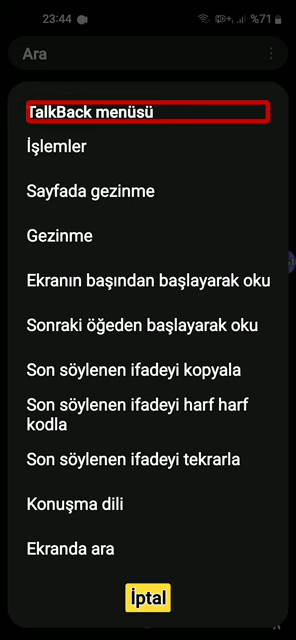 23:44 %71
Ara
TalkBack menüsü
İşlemler
Sayfada gezinme
Gezinme
Ekranın başından başlayarak oku
Sonraki öğeden başlayarak oku
Son söylenen ifadeyi kopyala
Son söylenen ifadeyi harf harf
kodla
Son söylenen ifadeyi tekrarla
Konuşma dili
Ekranda ara
İptal